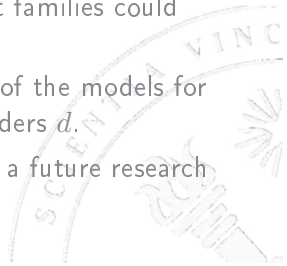 families could
of the models for
ders d.
a future research
SCIENTIA VINC